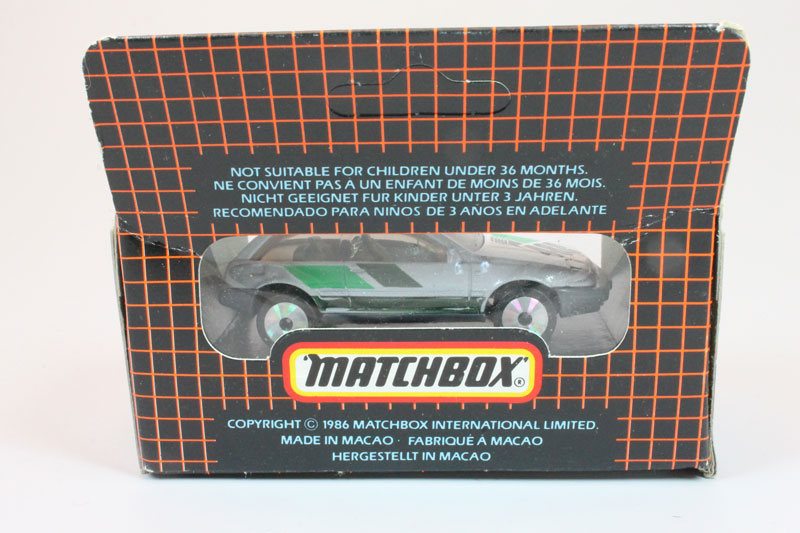 NOT SUITABLE FOR CHILDREN UNDER 36 MONTHS.
NE CONVIENT PAS A UN ENFANT DE MOINS DE 36 MOIS.
NICHT GEEIGNET FUR KINDER UNTER 3 JAHREN.
RECOMENDADO PARA NIÑOS DE 3 AÑOS EN ADELANTE
"MATCHBOX"®
COPYRIGHT © 1986 MATCHBOX INTERNATIONAL LIMITED.
MADE IN MACAO · FABRIQUÉ À MACAO
HERGESTELLT IN MACAO